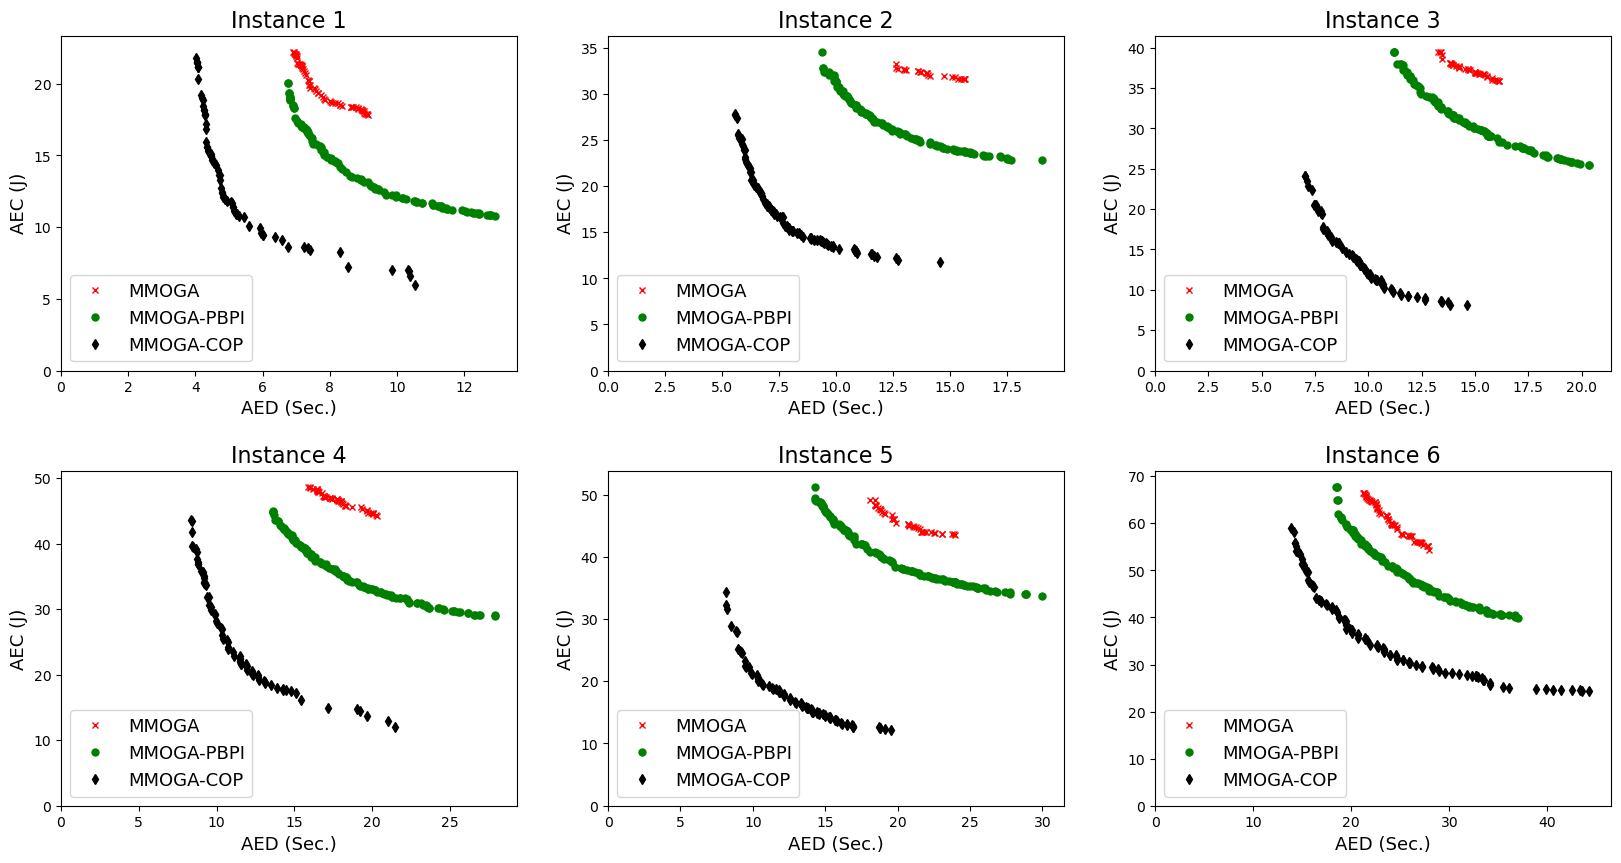 Instance 1
AEC (J)
20
15
10
5
0
MMOGA
MMOGA-PBPI
MMOGA-COP
0 2 4 6 8 10 12
AED (Sec.)
Instance 2
AEC (J)
35
30
25
20
15
10
5
0
MMOGA
MMOGA-PBPI
MMOGA-COP
0.0 2.5 5.0 7.5 10.0 12.5 15.0 17.5
AED (Sec.)
Instance 3
AEC (J)
40
35
30
25
20
15
10
5
0
MMOGA
MMOGA-PBPI
MMOGA-COP
0.0 2.5 5.0 7.5 10.0 12.5 15.0 17.5 20.0
AED (Sec.)
Instance 4
AEC (J)
50
40
30
20
10
0
MMOGA
MMOGA-PBPI
MMOGA-COP
0 5 10 15 20 25
AED (Sec.)
Instance 5
AEC (J)
50
40
30
20
10
0
MMOGA
MMOGA-PBPI
MMOGA-COP
0 5 10 15 20 25 30
AED (Sec.)
Instance 6
AEC (J)
70
60
50
40
30
20
10
0
MMOGA
MMOGA-PBPI
MMOGA-COP
0 10 20 30 40
AED (Sec.)